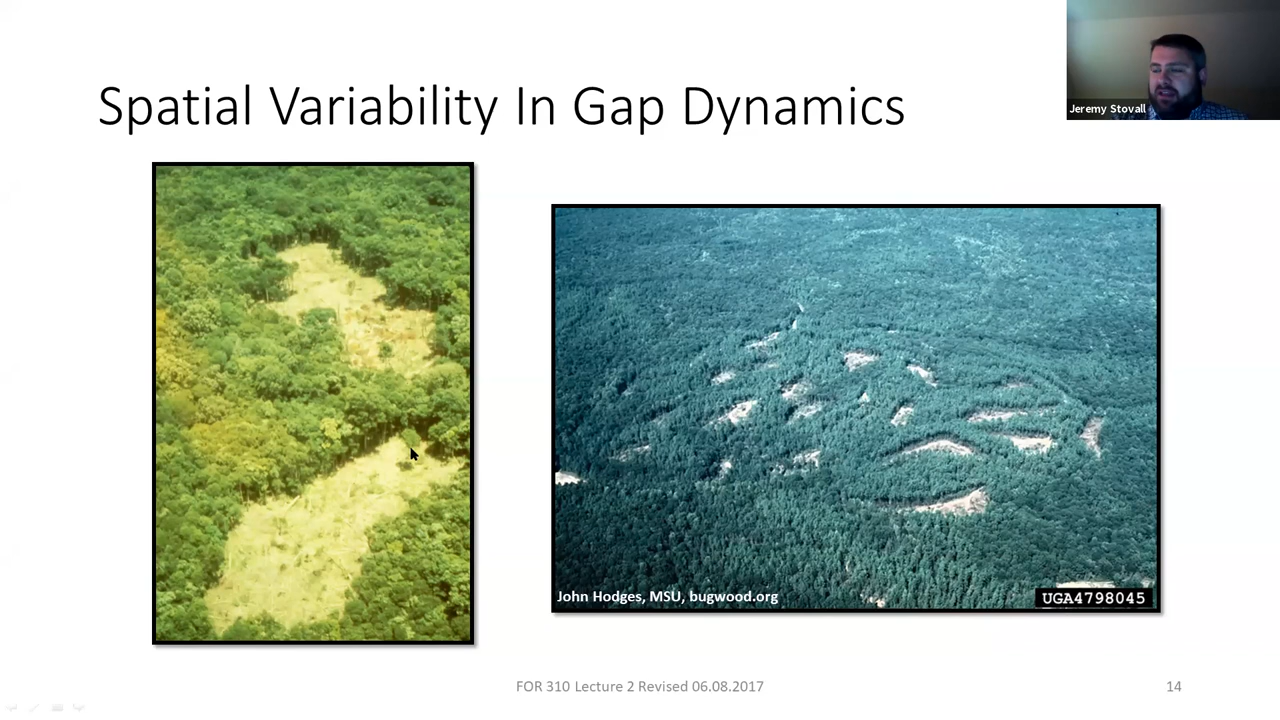 Jeremy Stovall
Spatial Variability In Gap Dynamics
John Hodges, MSU, bugwood.org
UGA4798045
FOR 310 Lecture 2 Revised 06.08.2017
14